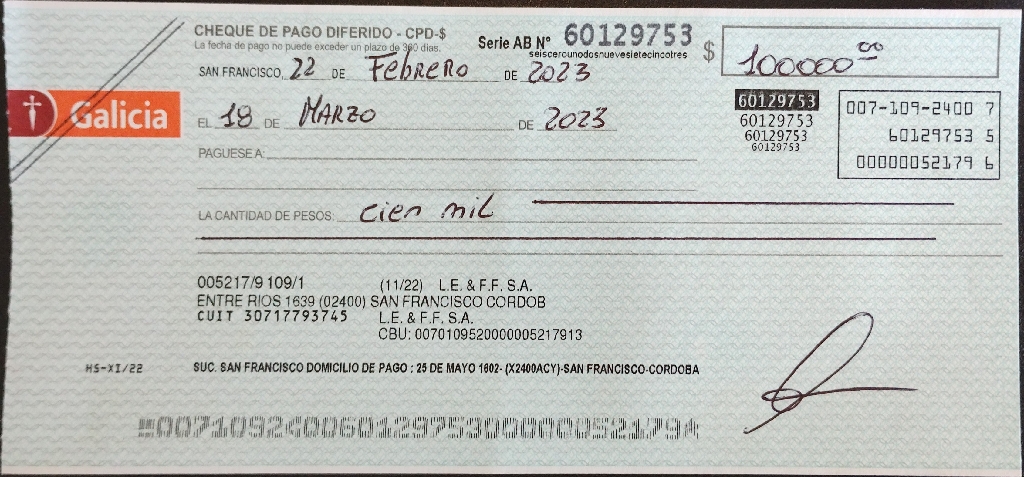 CHEQUE DE PAGO DIFERIDO - CPD-$
La fecha de pago no puede exceder un plazo de 360 días.
Serie AB Nº 60129753
seiscerounodosnuevesietecincotres
$ 100000⁰⁰
SAN FRANCISCO, 22 DE Febrero DE 2023
Galicia
EL 18 DE MARZO DE 2023
60129753
60129753
60129753
60129753
007-109-2400 7
60129753 5
00000052179 6
PAGUESE A:
LA CANTIDAD DE PESOS: cien mil
005217/9 109/1 (11/22) L.E. & F.F. S.A.
ENTRE RIOS 1639 (02400) SAN FRANCISCO CORDOB
CUIT 30717793745 L.E. & F.F. S.A.
CBU: 0070109520000005217913
HS-XI/22
SUC. SAN FRANCISCO DOMICILIO DE PAGO : 25 DE MAYO 1602- (X2400ACY)-SAN FRANCISCO-CORDOBA
00710924006012975300000052179